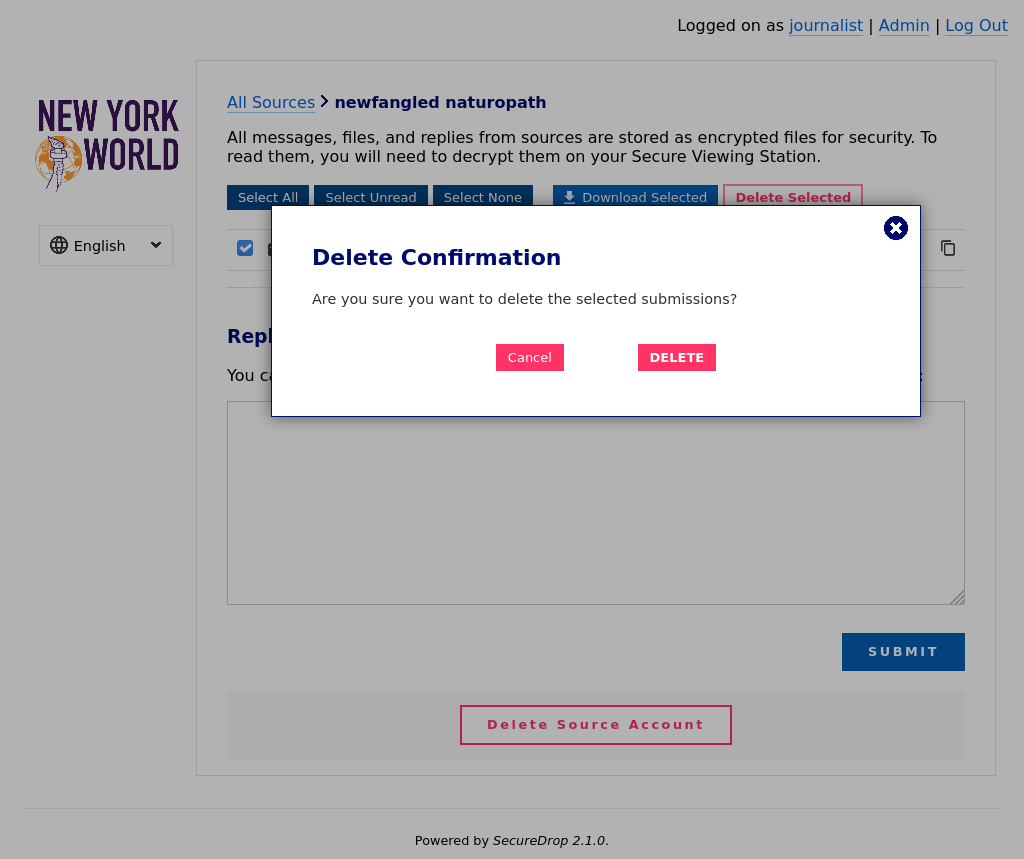 Logged on as journalist | Admin | Log Out
NEW YORK
WORLD
English
All Sources newfangled naturopath
All messages, files, and replies from sources are stored as encrypted files for security. To
read them, you will need to decrypt them on your Secure Viewing Station.
Select All Select Unread Select None Download Selected Delete Selected
Delete Confirmation
Are you sure you want to delete the selected submissions?
Cancel DELETE
You
SUBMIT
Delete Source Account
Powered by SecureDrop 2.1.0.